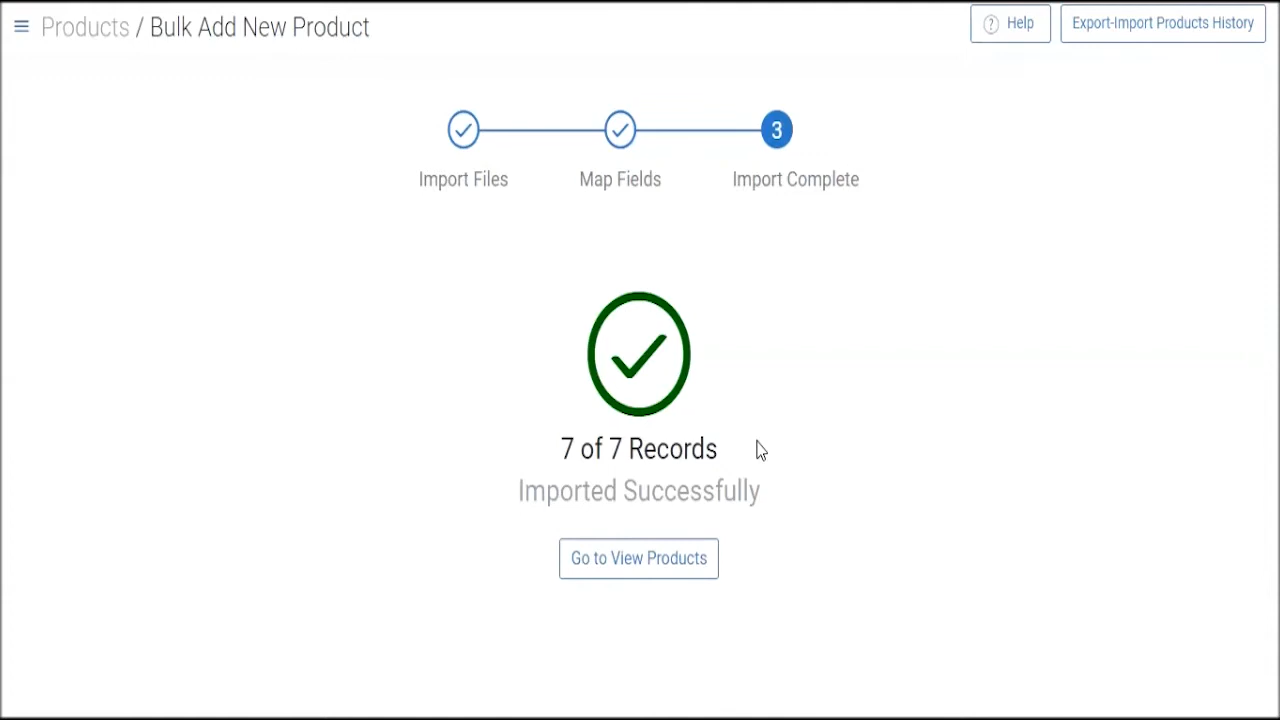 Products / Bulk Add New Product
? Help
Export-Import Products History
3
Import Files
Map Fields
Import Complete
7 of 7 Records
Imported Successfully
Go to View Products